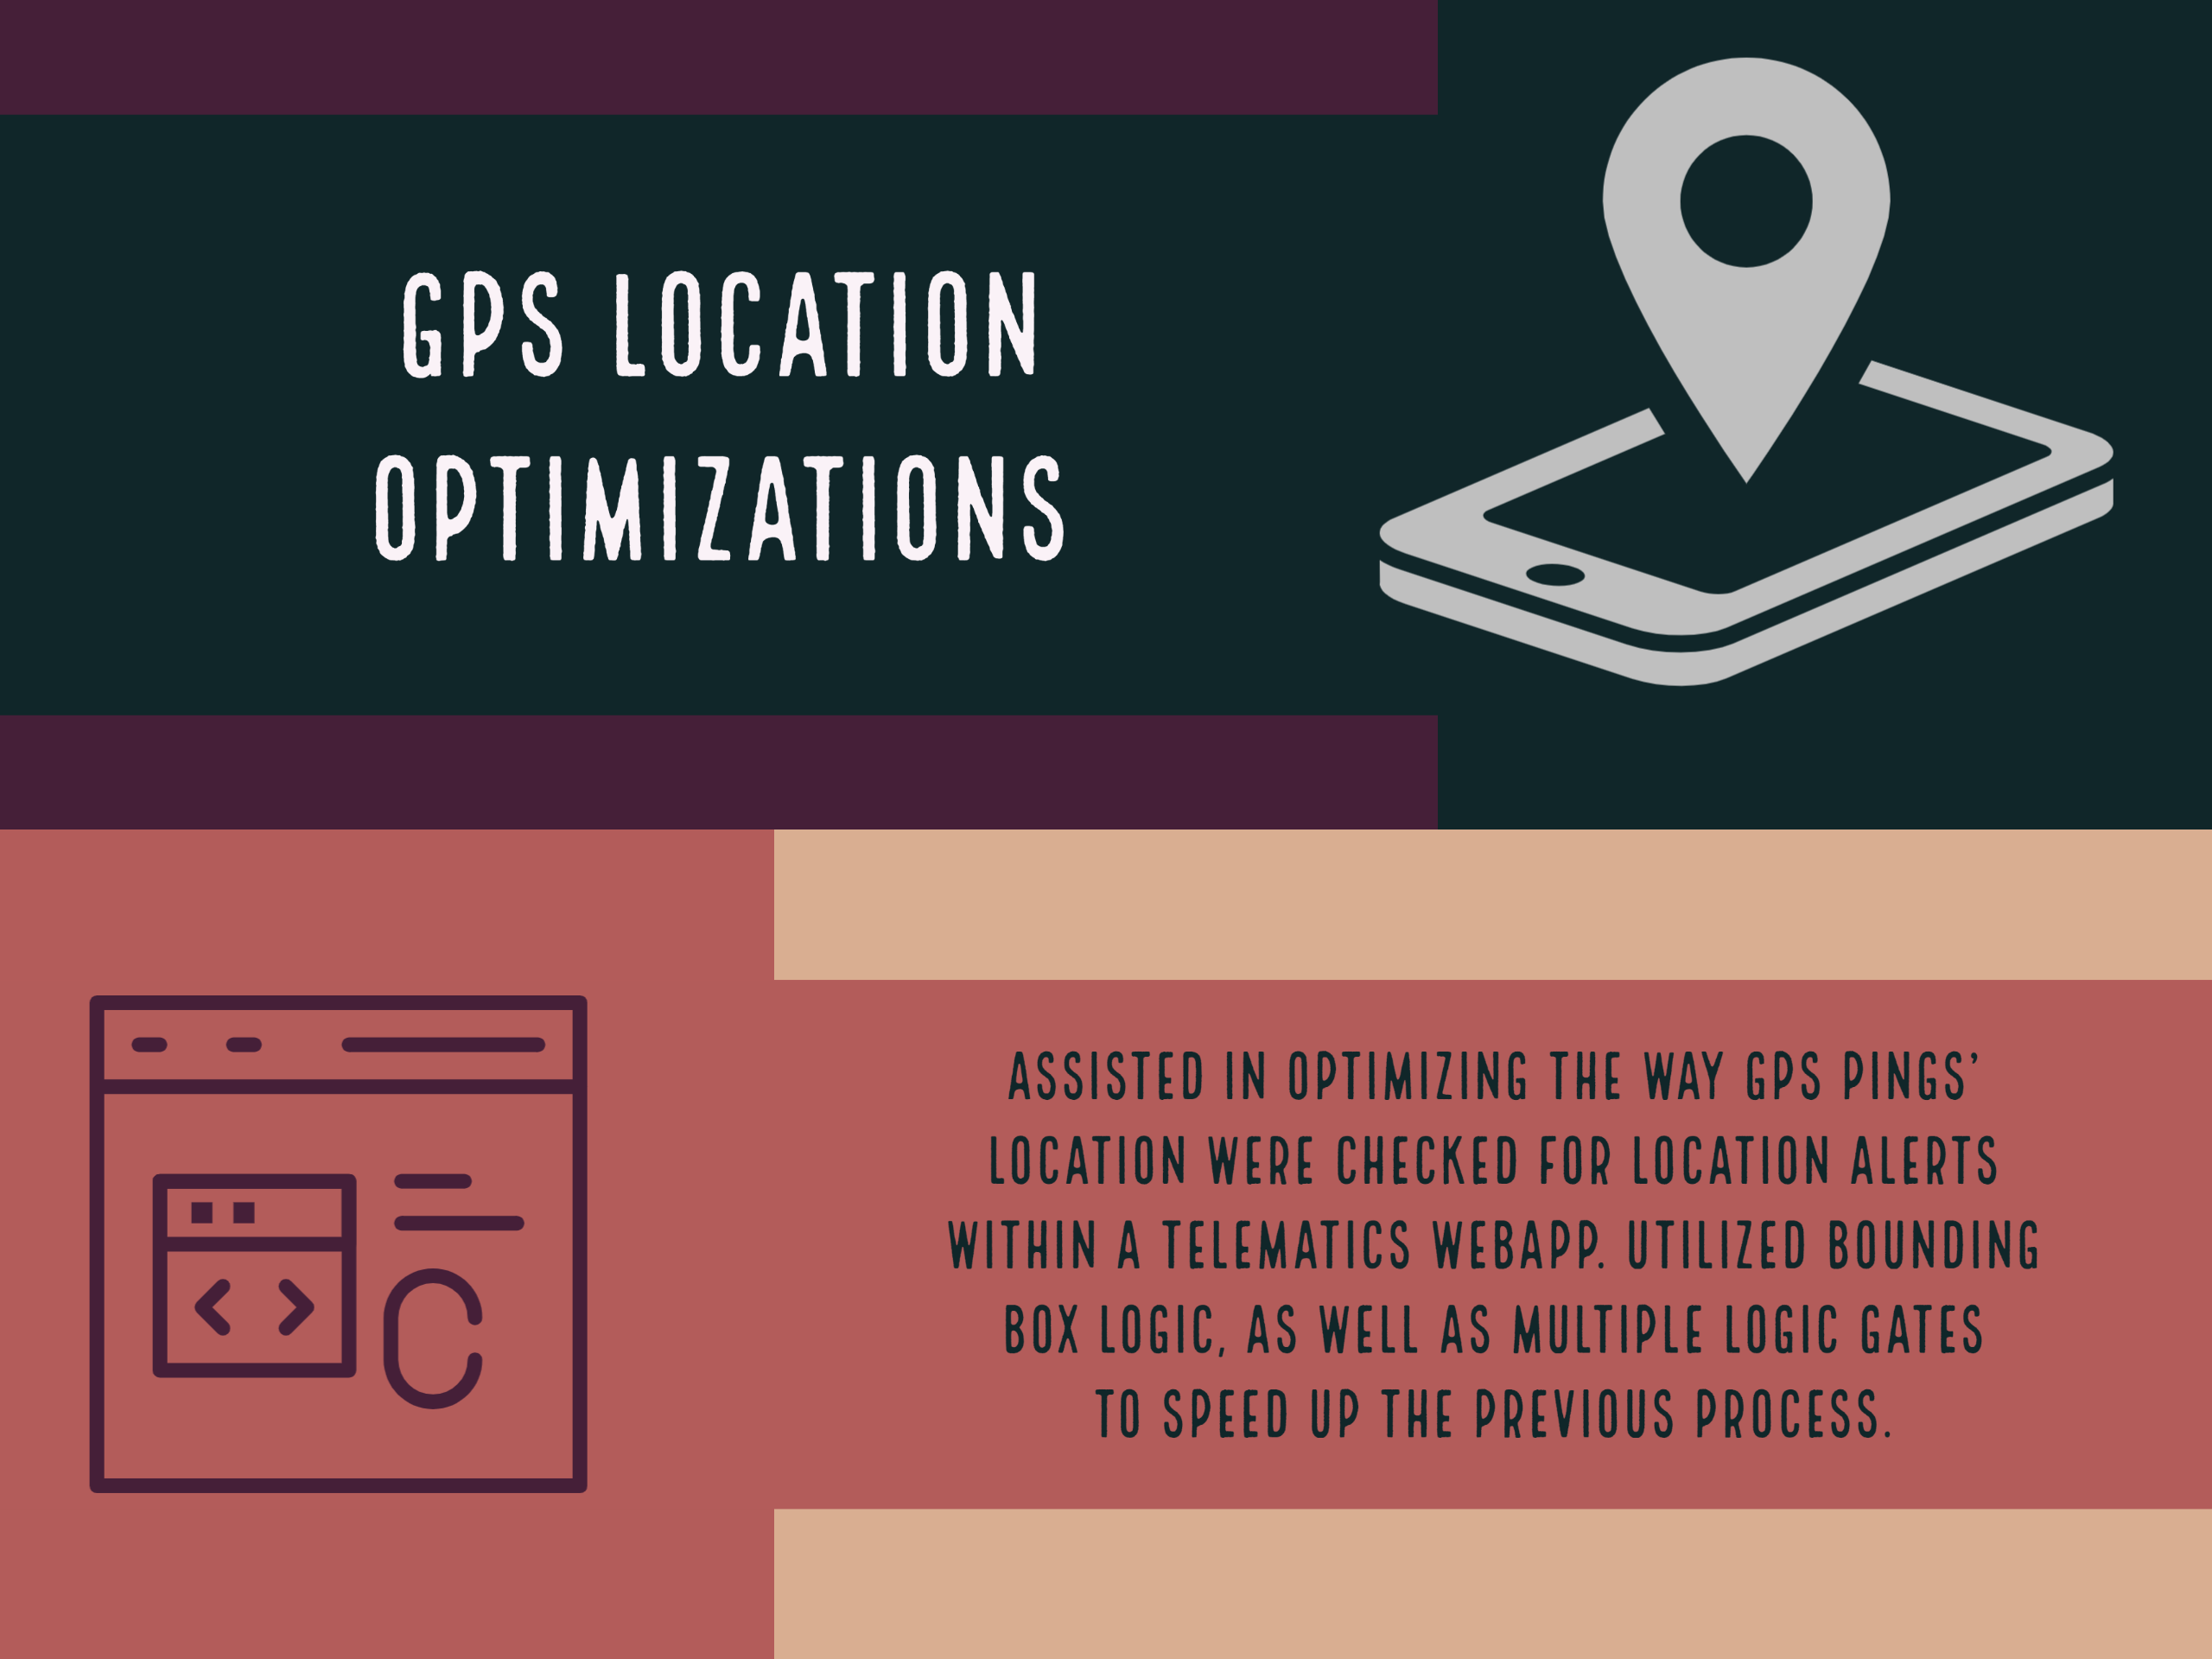 GPS LOCATION
OPTIMIZATIONS
ASSISTED IN OPTIMIZING THE WAY GPS PINGS’
LOCATION WERE CHECKED FOR LOCATION ALERTS
WITHIN A TELEMATICS WEBAPP. UTILIZED BOUNDING
BOX LOGIC, AS WELL AS MULTIPLE LOGIC GATES
TO SPEED UP THE PREVIOUS PROCESS.